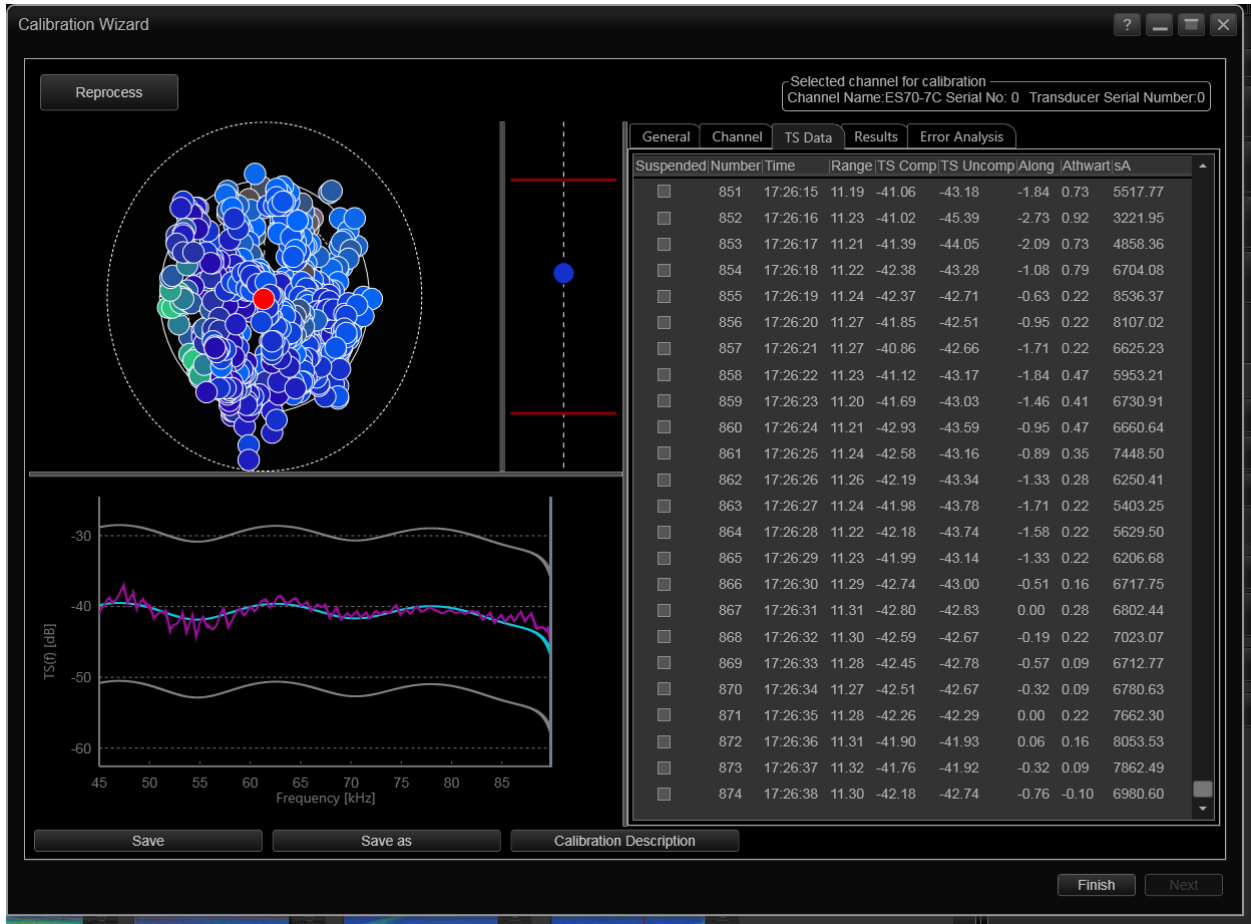 Calibration Wizard
?
Reprocess
Selected channel for calibration
Channel Name:ES70-7C Serial No: 0 Transducer Serial Number:0
General Channel TS Data Results Error Analysis
Suspended Number Time Range TS Comp TS Uncomp Along Athwart sA
851 17:26:15 11.19 -41.06 -43.18 -1.84 0.73 5517.77
852 17:26:16 11.23 -41.02 -45.39 -2.73 0.92 3221.95
853 17:26:17 11.21 -41.39 -44.05 -2.09 0.73 4858.36
854 17:26:18 11.22 -42.38 -43.28 -1.08 0.79 6704.08
855 17:26:19 11.24 -42.37 -42.71 -0.63 0.22 8536.37
856 17:26:20 11.27 -41.85 -42.51 -0.95 0.22 8107.02
857 17:26:21 11.27 -40.86 -42.66 -1.71 0.22 6625.23
858 17:26:22 11.23 -41.12 -43.17 -1.84 0.47 5953.21
859 17:26:23 11.20 -41.69 -43.03 -1.46 0.41 6730.91
860 17:26:24 11.21 -42.93 -43.59 -0.95 0.47 6660.64
861 17:26:25 11.24 -42.58 -43.16 -0.89 0.35 7448.50
862 17:26:26 11.26 -42.19 -43.34 -1.33 0.28 6250.41
863 17:26:27 11.24 -41.98 -43.78 -1.71 0.22 5403.25
864 17:26:28 11.22 -42.18 -43.74 -1.58 0.22 5629.50
865 17:26:29 11.23 -41.99 -43.14 -1.33 0.22 6206.68
866 17:26:30 11.29 -42.74 -43.00 -0.51 0.16 6717.75
867 17:26:31 11.31 -42.80 -42.83 0.00 0.28 6802.44
868 17:26:32 11.30 -42.59 -42.67 -0.19 0.22 7023.07
869 17:26:33 11.28 -42.45 -42.78 -0.57 0.09 6712.77
870 17:26:34 11.27 -42.51 -42.67 -0.32 0.09 6780.63
871 17:26:35 11.28 -42.26 -42.29 0.00 0.22 7662.30
872 17:26:36 11.31 -41.90 -41.93 0.06 0.16 8053.53
873 17:26:37 11.32 -41.76 -41.92 -0.32 0.09 7862.49
874 17:26:38 11.30 -42.18 -42.74 -0.76 -0.10 6980.60
TS(f) [dB]
-30
-40
-50
-60
45 50 55 60 65 70 75 80 85
Frequency [kHz]
Save Save as Calibration Description
Finish Next